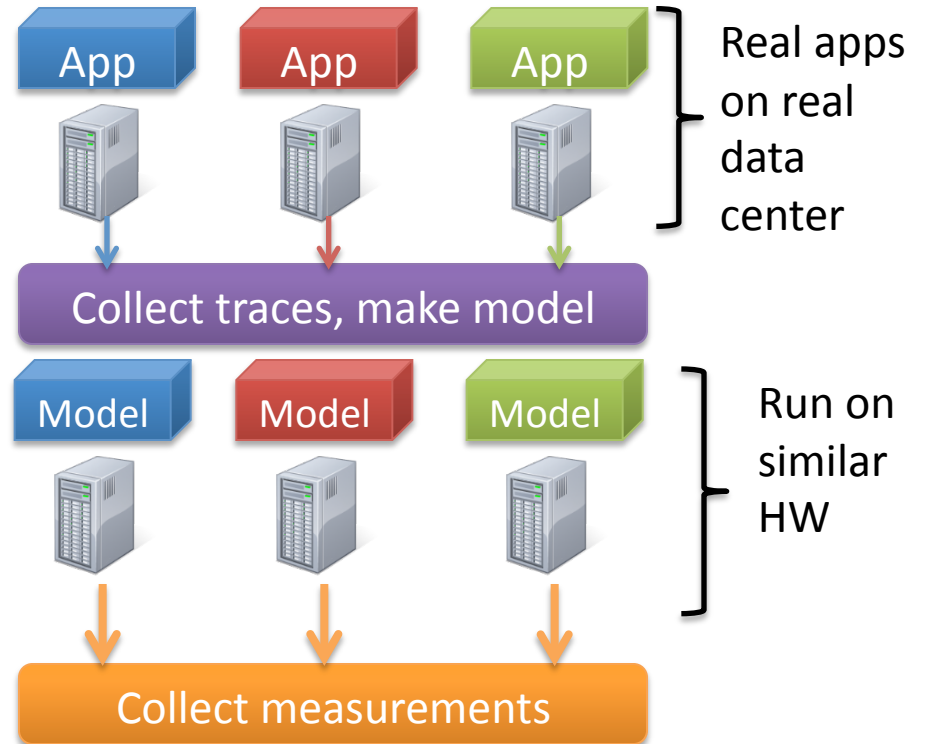 App
App
App
Real apps
on real
data
center
Collect traces, make model
Model
Model
Model
Run on
similar
HW
Collect measurements